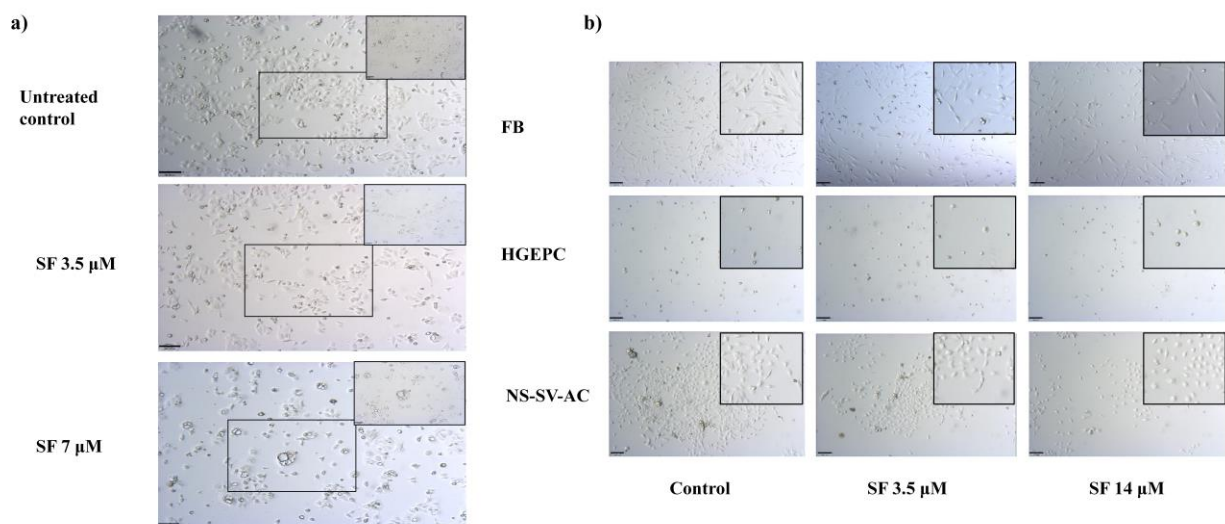 a)
Untreated
control
SF 3.5 μM
SF 7 μM
b)
FB
HGEPC
NS-SV-AC
Control
SF 3.5 μM
SF 14 μM